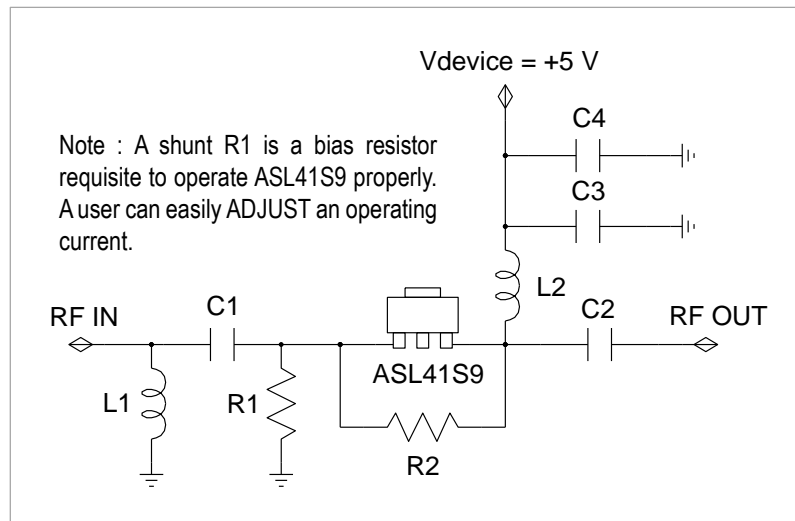 Vdevice = +5 V
C4
Note : A shunt R1 is a bias resistor
requisite to operate ASL41S9 properly.
A user can easily ADJUST an operating
current.
C3
L2
C1
C2
RF IN
RF OUT
ASL41S9
L1
R1
R2